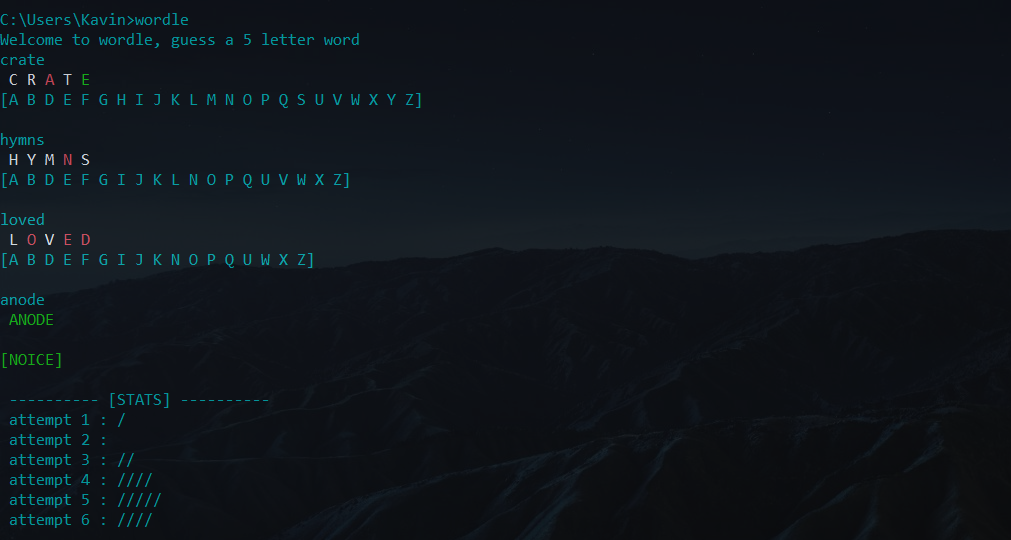 C:\Users\Kavin>wordle
Welcome to wordle, guess a 5 letter word
crate
C R A T E
[A B D E F G H I J K L M N O P Q S U V W X Y Z]
hymns
H Y M N S
[A B D E F G I J K L N O P Q U V W X Z]
loved
L O V E D
[A B D E F G I J K N O P Q U W X Z]
anode
ANODE
[NOICE]
---------- [STATS] ----------
attempt 1 : /
attempt 2 :
attempt 3 : //
attempt 4 : ////
attempt 5 : /////
attempt 6 : ////